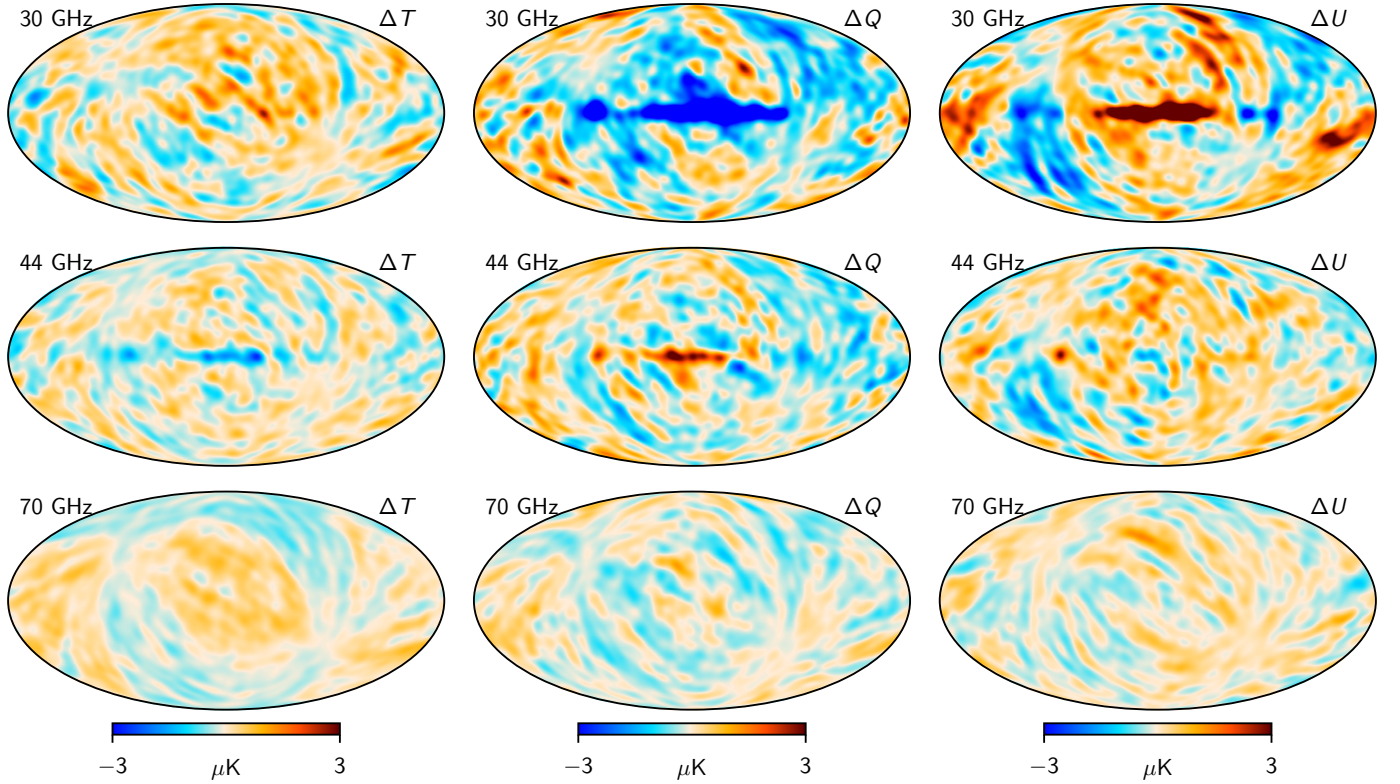 30 GHz ΔT 30 GHz ΔQ 30 GHz ΔU
44 GHz ΔT 44 GHz ΔQ 44 GHz ΔU
70 GHz ΔT 70 GHz ΔQ 70 GHz ΔU
−3 μK 3 −3 μK 3 −3 μK 3